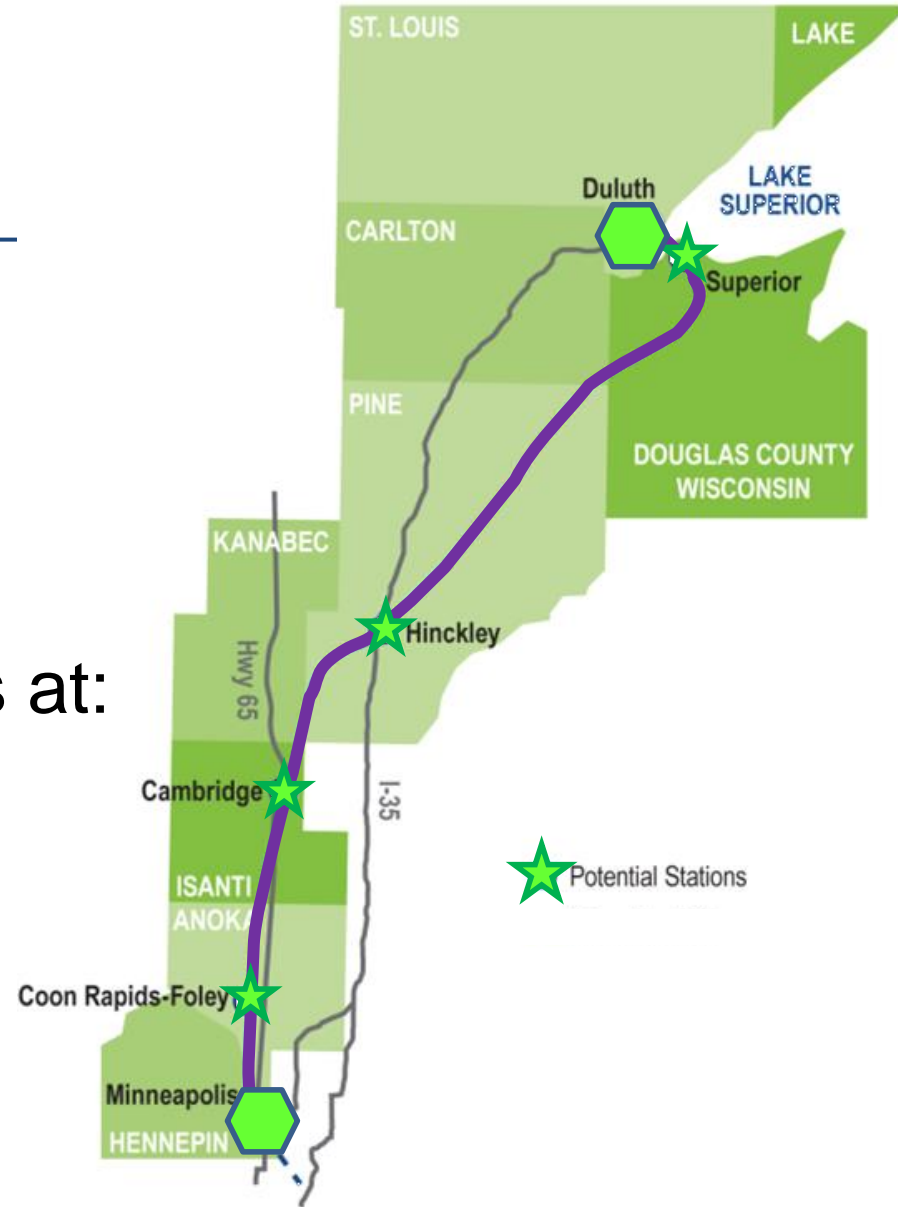 ST. LOUIS
LAKE
Duluth
LAKE
SUPERIOR
CARLTON
Superior
PINE
DOUGLAS COUNTY
WISCONSIN
KANABEC
Hinckley
Hwy 65
s at:
Cambridge
I-35
Potential Stations
ISANTI
ANOKA
Coon Rapids-Foley
Minneapolis
HENNEPIN